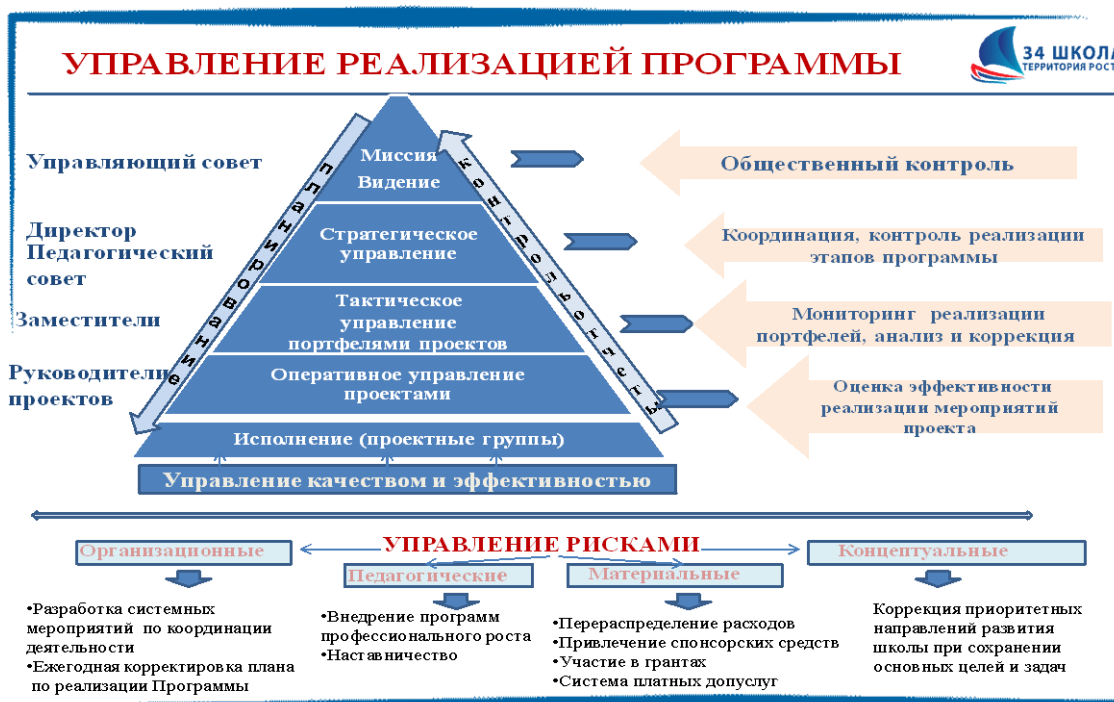 УПРАВЛЕНИЕ РЕАЛИЗАЦИЕЙ ПРОГРАММЫ
34 ШКОЛА
ТЕРРИТОРИЯ РОСТ
Управляющий совет
Миссия
Видение
Общественный контроль
Директор
Педагогический
совет
Стратегическое
управление
Координация, контроль реализации
этапов программы
Заместители
Тактическое
управление
портфелями проектов
Мониторинг реализации
портфелей, анализ и коррекция
Руководители
проектов
Оперативное управление
проектами
Оценка эффективности
реализации мероприятий
проекта
планирование
контрольотчеты
Исполнение (проектные группы)
Управление качеством и эффективностью
УПРАВЛЕНИЕ РИСКАМИ
Организационные
•Разработка системных
мероприятий по координации
деятельности
•Ежегодная корректировка плана
по реализации Программы
Педагогические
•Внедрение программ
профессионального роста
•Наставничество
Материальные
•Перераспределение расходов
•Привлечение спонсорских средств
•Участие в грантах
•Система платных допуслуг
Концептуальные
Коррекция приоритетных
направлений развития
школы при сохранении
основных целей и задач